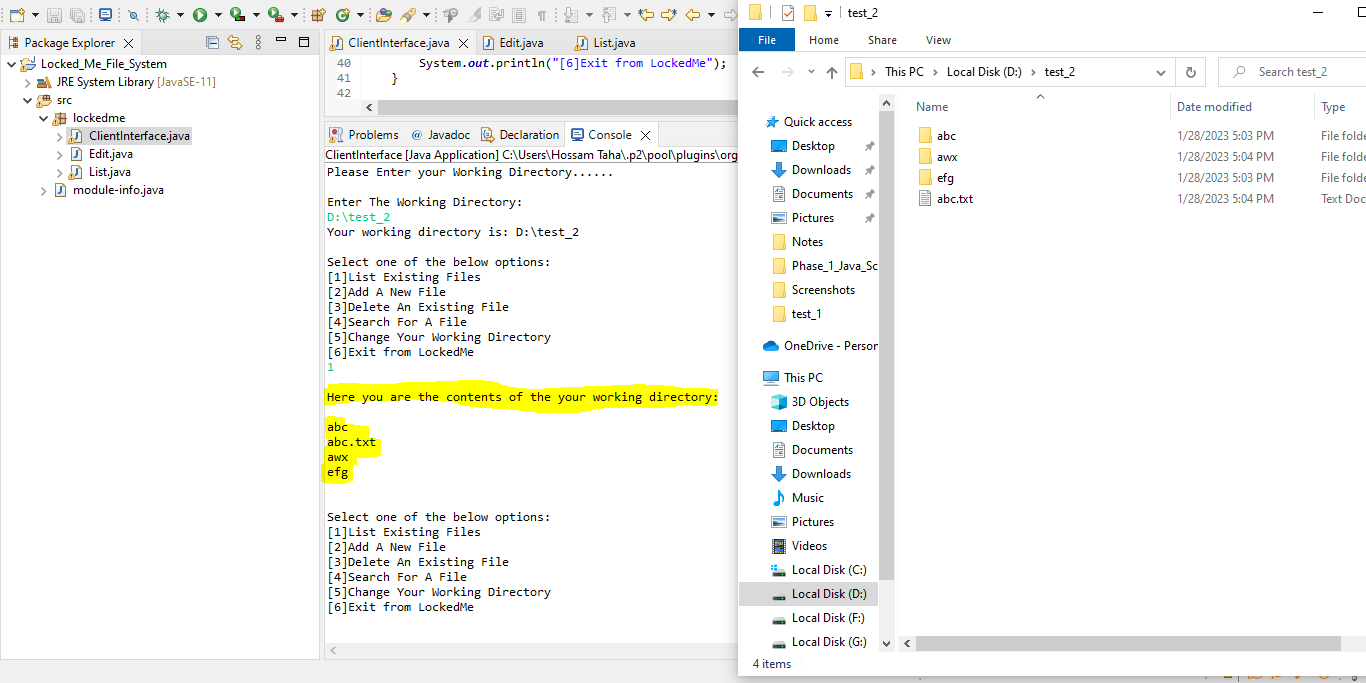 Package Explorer
Locked_Me_File_System
JRE System Library [JavaSE-11]
src
lockedme
ClientInterface.java
Edit.java
List.java
module-info.java
ClientInterface.java
Edit.java
List.java
40 System.out.println("[6]Exit from LockedMe");
41 }
42
Problems
@ Javadoc
Declaration
Console
ClientInterface [Java Application] C:\Users\Hossam Taha\.p2\pool\plugins\org
Please Enter your Working Directory......
Enter The Working Directory:
D:\test_2
Your working directory is: D:\test_2
Select one of the below options:
[1]List Existing Files
[2]Add A New File
[3]Delete An Existing File
[4]Search For A File
[5]Change Your Working Directory
[6]Exit from LockedMe
1
Here you are the contents of the your working directory:
abc
abc.txt
awx
efg
Select one of the below options:
[1]List Existing Files
[2]Add A New File
[3]Delete An Existing File
[4]Search For A File
[5]Change Your Working Directory
[6]Exit from LockedMe
test_2
File Home Share View
This PC > Local Disk (D:) > test_2
Search test_2
Quick access
Desktop
Downloads
Documents
Pictures
Notes
Phase_1_Java_Sc
Screenshots
test_1
OneDrive - Person
This PC
3D Objects
Desktop
Documents
Downloads
Music
Pictures
Videos
Local Disk (C:)
Local Disk (D:)
Local Disk (F:)
Local Disk (G:)
Name Date modified Type
abc 1/28/2023 5:03 PM File folde
awx 1/28/2023 5:04 PM File folde
efg 1/28/2023 5:03 PM File folde
abc.txt 1/28/2023 5:04 PM Text Doc
4 items